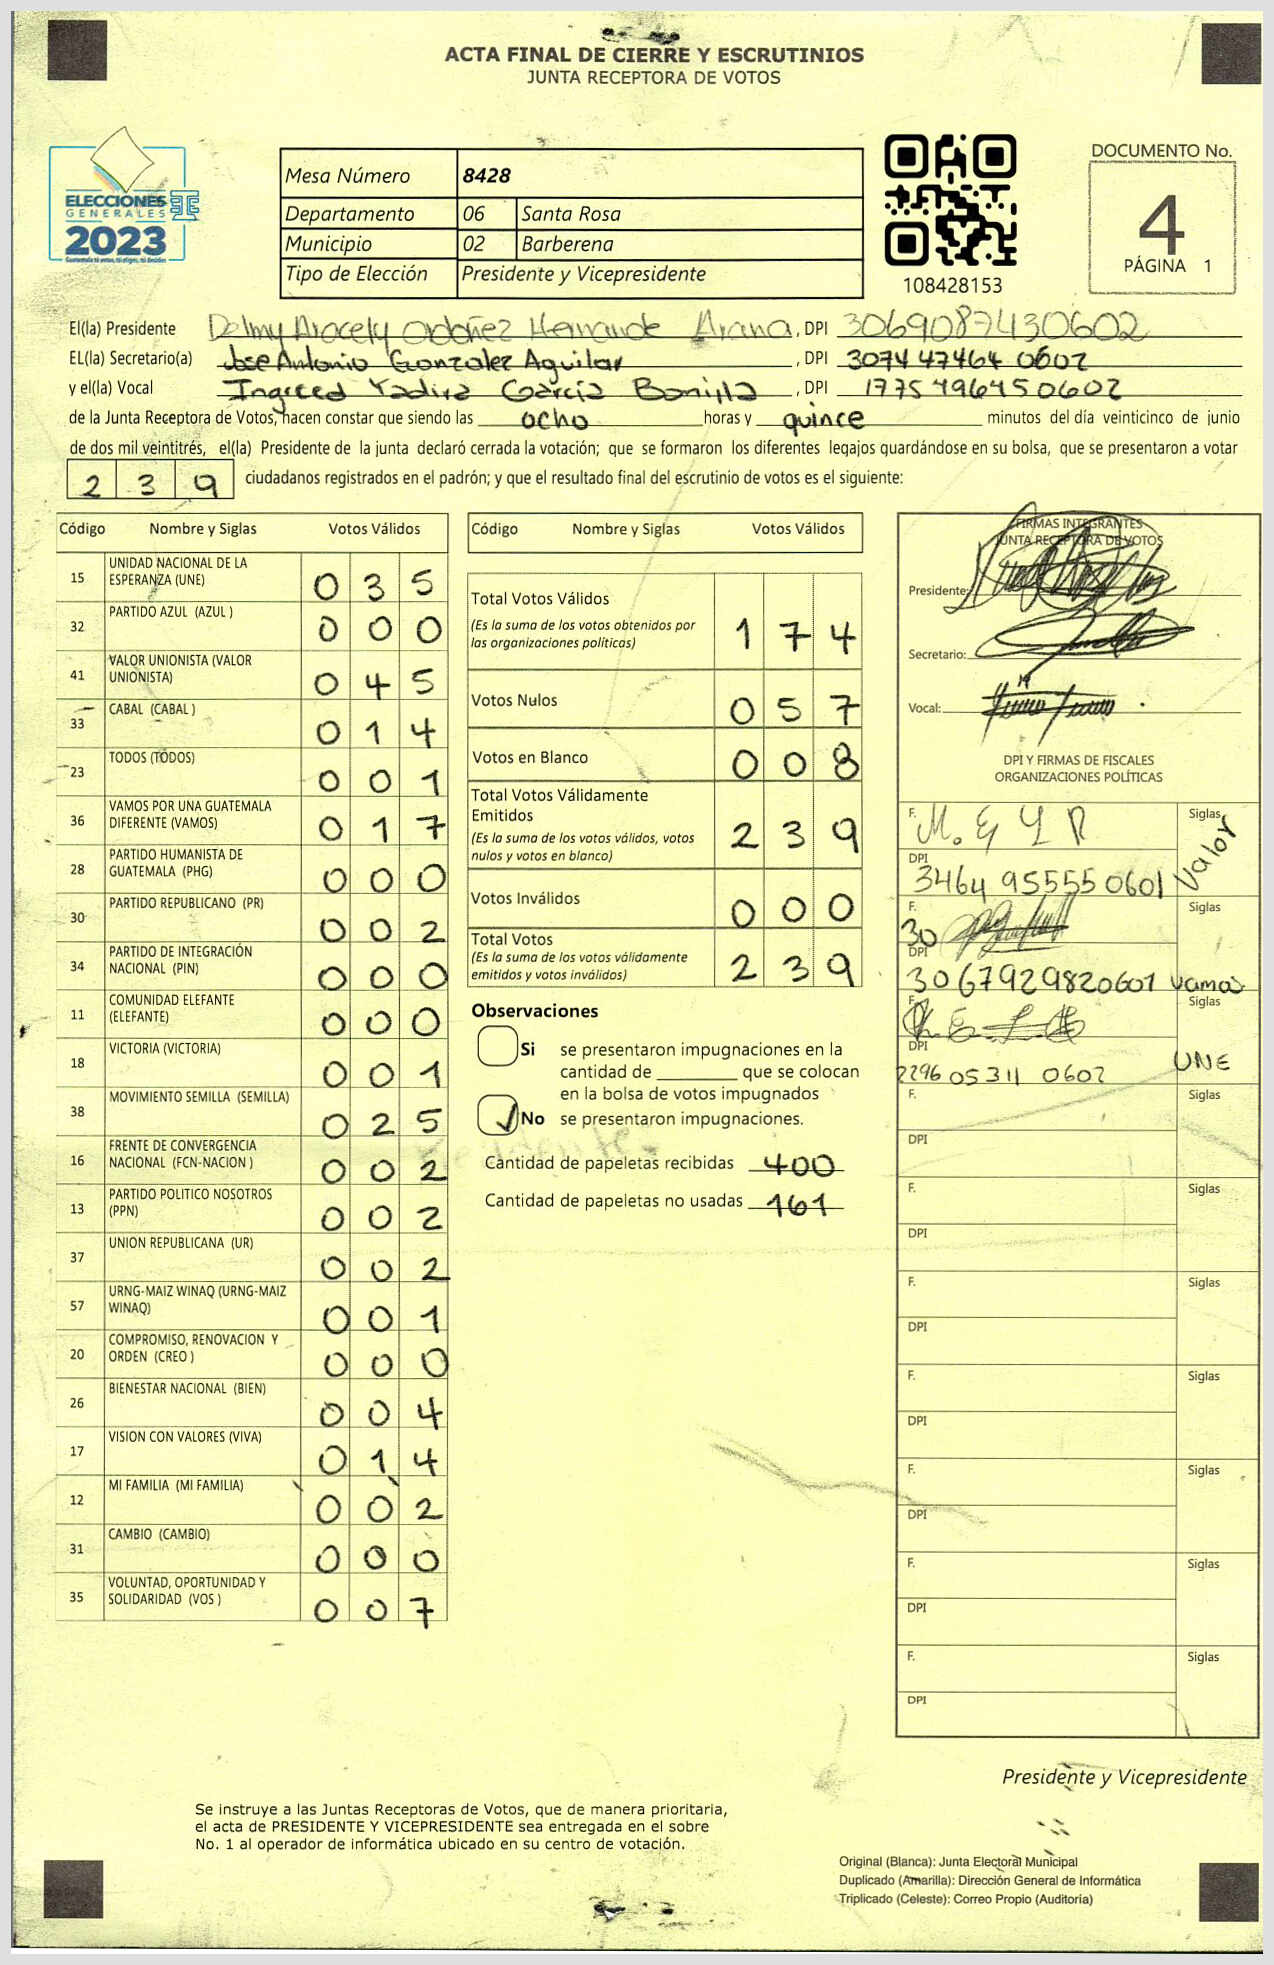 ACTA FINAL DE CIERRE Y ESCRUTINIOS
JUNTA RECEPTORA DE VOTOS
ELECCIONES
GENERALES
2023
Mesa Número 8428
Departamento 06 Santa Rosa
Municipio 02 Barberena
Tipo de Elección Presidente y Vicepresidente
108428153
DOCUMENTO No.
4
PÁGINA 1
El(la) Presidente Delmy Aracely Ordóñez Hernande Arana, DPI 3069087430602
EL(la) Secretario(a) Jose Antonio Gonzalez Aguilar, DPI 3074474640602
y el(la) Vocal Ingreed Yadira García Bonilla, DPI 1775496450602
de la Junta Receptora de Votos, hacen constar que siendo las ocho horas y quince minutos del día veinticinco de junio
de dos mil veintitrés, el(la) Presidente de la junta declaró cerrada la votación; que se formaron los diferentes legajos quardándose en su bolsa, que se presentaron a votar
2 3 9 ciudadanos registrados en el padrón; y que el resultado final del escrutinio de votos es el siguiente:
Código Nombre y Siglas Votos Válidos
15 UNIDAD NACIONAL DE LA ESPERANZA (UNE) 0 3 5
32 PARTIDO AZUL (AZUL ) 0 0 0
41 VALOR UNIONISTA (VALOR UNIONISTA) 0 4 5
33 CABAL (CABAL ) 0 1 4
23 TODOS (TODOS) 0 0 1
36 VAMOS POR UNA GUATEMALA DIFERENTE (VAMOS) 0 1 7
28 PARTIDO HUMANISTA DE GUATEMALA (PHG) 0 0 0
30 PARTIDO REPUBLICANO (PR) 0 0 2
34 PARTIDO DE INTEGRACIÓN NACIONAL (PIN) 0 0 0
11 COMUNIDAD ELEFANTE (ELEFANTE) 0 0 0
18 VICTORIA (VICTORIA) 0 0 1
38 MOVIMIENTO SEMILLA (SEMILLA) 0 2 5
16 FRENTE DE CONVERGENCIA NACIONAL (FCN-NACION ) 0 0 2
13 PARTIDO POLITICO NOSOTROS (PPN) 0 0 2
37 UNION REPUBLICANA (UR) 0 0 2
57 URNG-MAIZ WINAQ (URNG-MAIZ WINAQ) 0 0 1
20 COMPROMISO, RENOVACION Y ORDEN (CREO ) 0 0 0
26 BIENESTAR NACIONAL (BIEN) 0 0 4
17 VISION CON VALORES (VIVA) 0 1 4
12 MI FAMILIA (MI FAMILIA) 0 0 2
31 CAMBIO (CAMBIO) 0 0 0
35 VOLUNTAD, OPORTUNIDAD Y SOLIDARIDAD (VOS ) 0 0 7
Código Nombre y Siglas Votos Válidos
Total Votos Válidos 1 7 4
(Es la suma de los votos obtenidos por
las organizaciones políticas)
Votos Nulos 0 5 7
Votos en Blanco 0 0 8
Total Votos Válidamente
Emitidos 2 3 9
(Es la suma de los votos válidos, votos
nulos y votos en blanco)
Votos Inválidos 0 0 0
Total Votos 2 3 9
(Es la suma de los votos válidamente
emitidos y votos inválidos)
Observaciones
Si se presentaron impugnaciones en la
cantidad de ________ que se colocan
en la bolsa de votos impugnados
No se presentaron impugnaciones.
Cantidad de papeletas recibidas 400
Cantidad de papeletas no usadas 161
FIRMAS INTEGRANTES
JUNTA RECEPTORA DE VOTOS
Presidente:
Secretario:
Vocal:
DPI Y FIRMAS DE FISCALES
ORGANIZACIONES POLÍTICAS
F. Siglas Valor
DPI 3464 95555 0601
F. Siglas
30
DPI 3067929820601 Vamos
F. Siglas
DPI 2296 05311 0602 UNE
F. Siglas
DPI
F. Siglas
DPI
F. Siglas
DPI
F. Siglas
DPI
F. Siglas
DPI
F. Siglas
DPI
F. Siglas
DPI
Presidente y Vicepresidente
Se instruye a las Juntas Receptoras de Votos, que de manera prioritaria,
el acta de PRESIDENTE Y VICEPRESIDENTE sea entregada en el sobre
No. 1 al operador de informática ubicado en su centro de votación.
Original (Blanca): Junta Electoral Municipal
Duplicado (Amarilla): Dirección General de Informática
Triplicado (Celeste): Correo Propio (Auditoría)